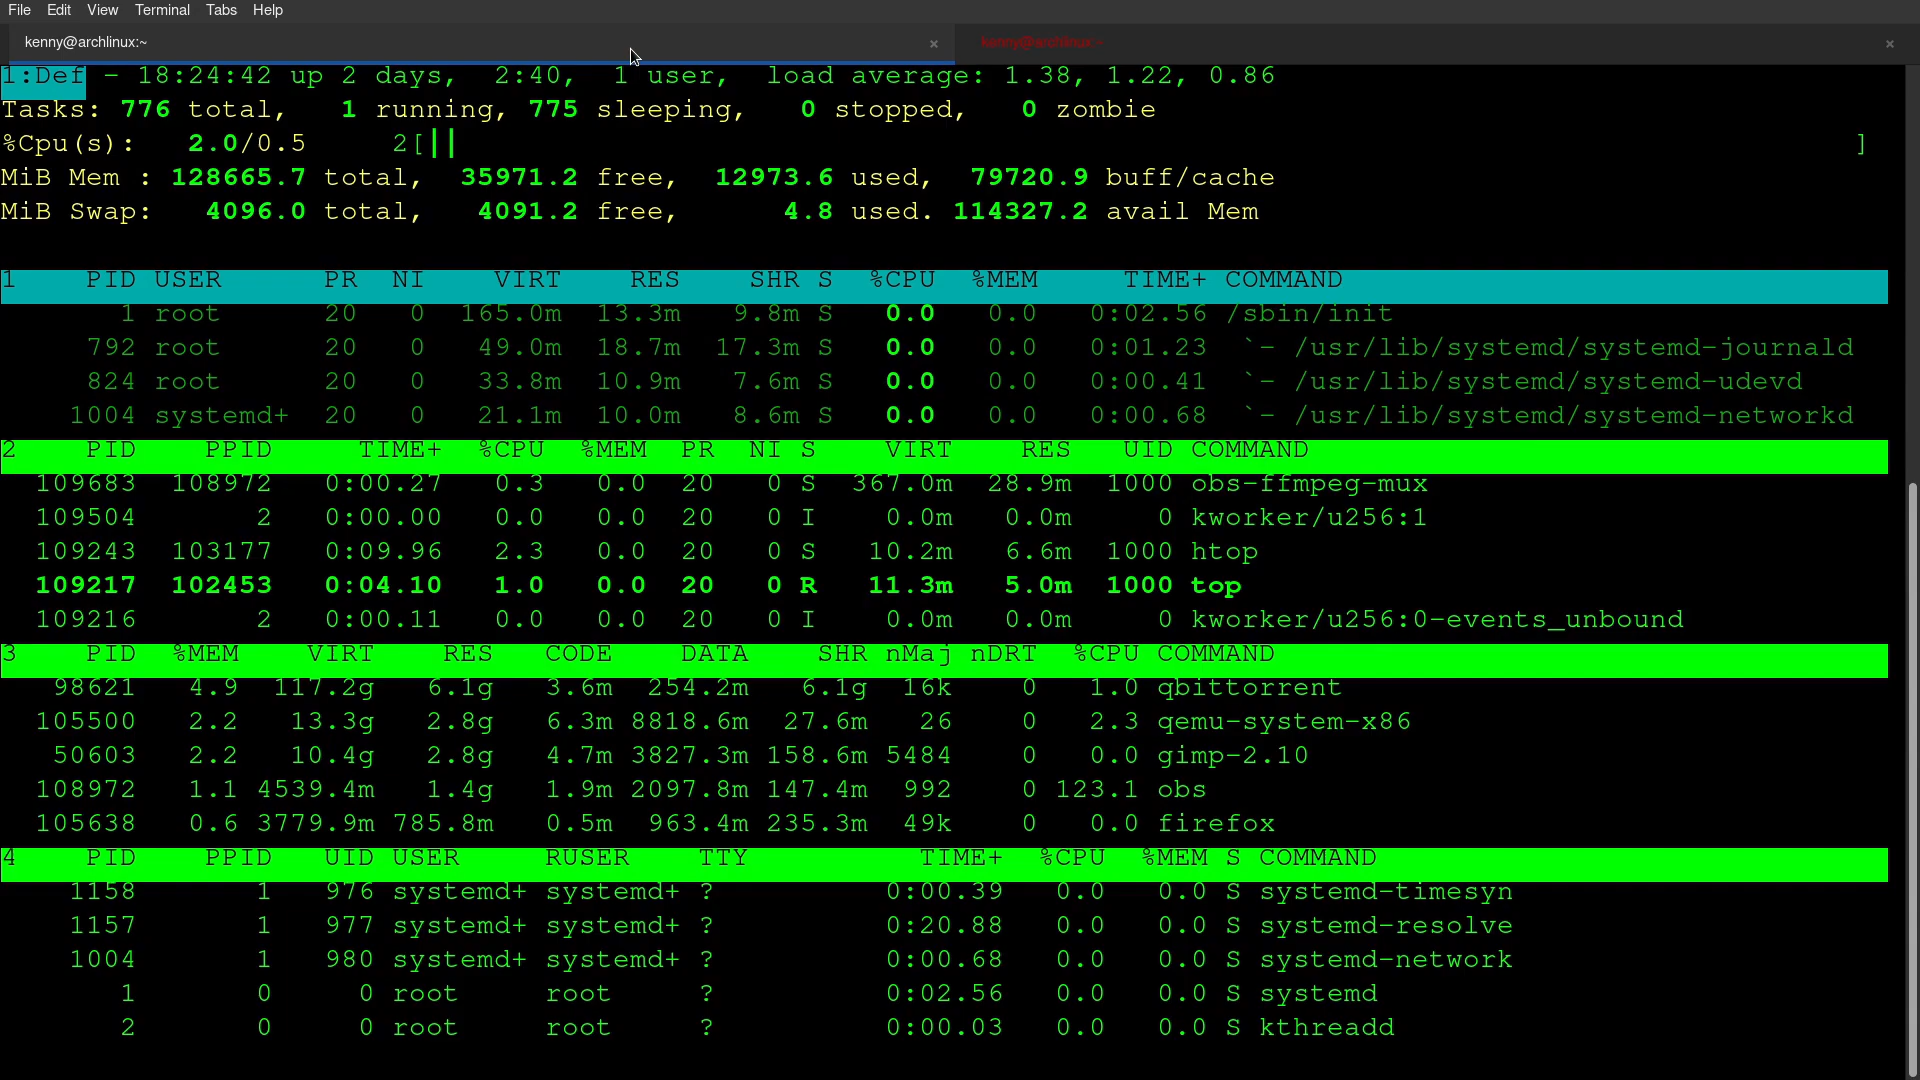 File Edit View Terminal Tabs Help
kenny@archlinux:~ × kenny@archlinux:~ ×
1:Def - 18:24:42 up 2 days, 2:40, 1 user, load average: 1.38, 1.22, 0.86
Tasks: 776 total, 1 running, 775 sleeping, 0 stopped, 0 zombie
%Cpu(s): 2.0/0.5 2[|| ]
MiB Mem : 128665.7 total, 35971.2 free, 12973.6 used, 79720.9 buff/cache
MiB Swap: 4096.0 total, 4091.2 free, 4.8 used. 114327.2 avail Mem
1 PID USER PR NI VIRT RES SHR S %CPU %MEM TIME+ COMMAND
1 root 20 0 165.0m 13.3m 9.8m S 0.0 0.0 0:02.56 /sbin/init
792 root 20 0 49.0m 18.7m 17.3m S 0.0 0.0 0:01.23 `- /usr/lib/systemd/systemd-journald
824 root 20 0 33.8m 10.9m 7.6m S 0.0 0.0 0:00.41 `- /usr/lib/systemd/systemd-udevd
1004 systemd+ 20 0 21.1m 10.0m 8.6m S 0.0 0.0 0:00.68 `- /usr/lib/systemd/systemd-networkd
2 PID PPID TIME+ %CPU %MEM PR NI S VIRT RES UID COMMAND
109683 108972 0:00.27 0.3 0.0 20 0 S 367.0m 28.9m 1000 obs-ffmpeg-mux
109504 2 0:00.00 0.0 0.0 20 0 I 0.0m 0.0m 0 kworker/u256:1
109243 103177 0:09.96 2.3 0.0 20 0 S 10.2m 6.6m 1000 htop
109217 102453 0:04.10 1.0 0.0 20 0 R 11.3m 5.0m 1000 top
109216 2 0:00.11 0.0 0.0 20 0 I 0.0m 0.0m 0 kworker/u256:0-events_unbound
3 PID %MEM VIRT RES CODE DATA SHR nMaj nDRT %CPU COMMAND
98621 4.9 117.2g 6.1g 3.6m 254.2m 6.1g 16k 0 1.0 qbittorrent
105500 2.2 13.3g 2.8g 6.3m 8818.6m 27.6m 26 0 2.3 qemu-system-x86
50603 2.2 10.4g 2.8g 4.7m 3827.3m 158.6m 5484 0 0.0 gimp-2.10
108972 1.1 4539.4m 1.4g 1.9m 2097.8m 147.4m 992 0 123.1 obs
105638 0.6 3779.9m 785.8m 0.5m 963.4m 235.3m 49k 0 0.0 firefox
4 PID PPID UID USER RUSER TTY TIME+ %CPU %MEM S COMMAND
1158 1 976 systemd+ systemd+ ? 0:00.39 0.0 0.0 S systemd-timesyn
1157 1 977 systemd+ systemd+ ? 0:20.88 0.0 0.0 S systemd-resolve
1004 1 980 systemd+ systemd+ ? 0:00.68 0.0 0.0 S systemd-network
1 0 0 root root ? 0:02.56 0.0 0.0 S systemd
2 0 0 root root ? 0:00.03 0.0 0.0 S kthreadd